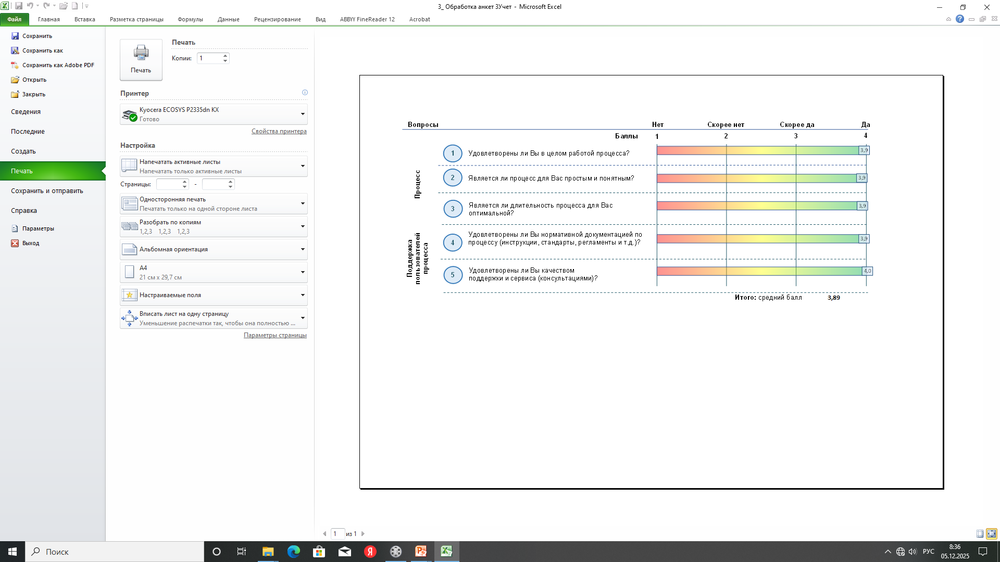 3_ Обработка анкет ЗУчет - Microsoft Excel
Файл
Главная
Вставка
Разметка страницы
Формулы
Данные
Рецензирование
Вид
ABBYY FineReader 12
Acrobat
Сохранить
Сохранить как
Сохранить как Adobe PDF
Открыть
Закрыть
Сведения
Последние
Создать
Печать
Сохранить и отправить
Справка
Параметры
Выход
Печать
Печать
Копии: 1
Принтер
Kyocera ECOSYS P2335dn KX
Готово
Свойства принтера
Настройка
Напечатать активные листы
Напечатать только активные листы
Страницы: -
Односторонняя печать
Печатать только на одной стороне листа
Разобрать по копиям
1,2,3 1,2,3 1,2,3
Альбомная ориентация
A4
21 см x 29,7 см
Настраиваемые поля
Вписать лист на одну страницу
Уменьшение распечатки так, чтобы она полностью ...
Параметры страницы
Вопросы Нет Скорее нет Скорее да Да
Баллы 1 2 3 4
Процесс
1 Удовлетворены ли Вы в целом работой процесса? 3,9
2 Является ли процесс для Вас простым и понятным? 3,9
3 Является ли длительность процесса для Вас
оптимальной? 3,9
Поддержка
пользователей
процесса
4 Удовлетворены ли Вы нормативной документацией по
процессу (инструкции, стандарты, регламенты и т.д.)? 3,9
5 Удовлетворены ли Вы качеством
поддержки и сервиса (консультациями)? 4,0
Итого: средний балл 3,89
1 из 1
Поиск
РУС
8:36
05.12.2025